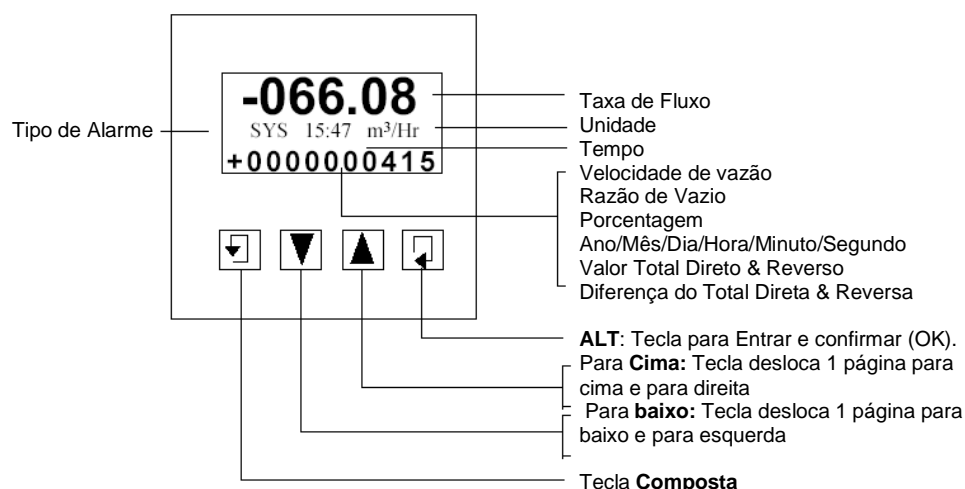 -066.08
SYS 15:47 m³/Hr
+0000000415
Tipo de Alarme
Taxa de Fluxo
Unidade
Tempo
Velocidade de vazão
Razão de Vazio
Porcentagem
Ano/Mês/Dia/Hora/Minuto/Segundo
Valor Total Direto & Reverso
Diferença do Total Direta & Reversa
ALT: Tecla para Entrar e confirmar (OK).
Para Cima: Tecla desloca 1 página para
cima e para direita
Para baixo: Tecla desloca 1 página para
baixo e para esquerda
Tecla Composta